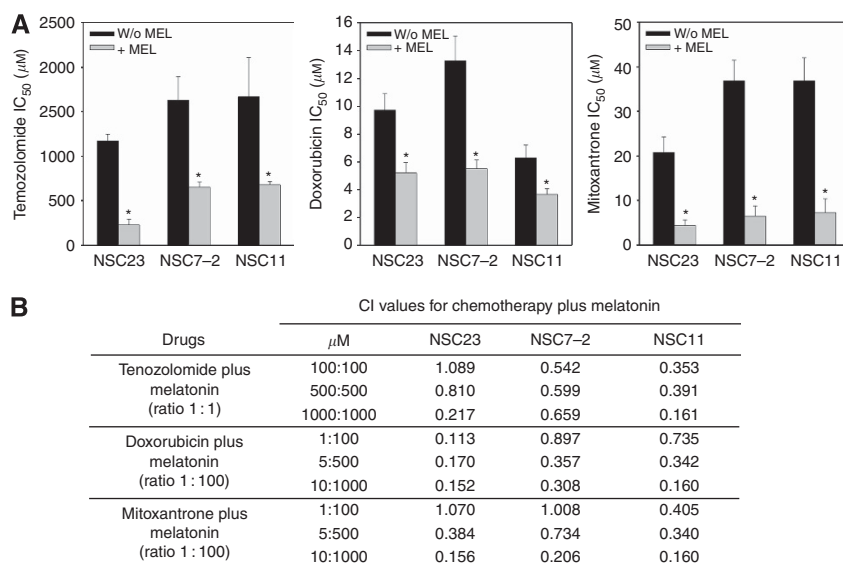 A
Temozolomide IC50 (μM)
2500
2000
2500
1000
500
0
W/o MEL
+ MEL
*
*
*
NSC23 NSC7–2 NSC11
Doxorubicin IC50 (μM)
16
14
12
10
8
6
4
2
0
W/o MEL
+ MEL
*
*
*
NSC23 NSC7–2 NSC11
Mitoxantrone IC50 (μM)
50
40
30
20
10
0
W/o MEL
+ MEL
*
*
*
NSC23 NSC7–2 NSC11
B
CI values for chemotherapy plus melatonin
Drugs μM NSC23 NSC7–2 NSC11
Tenozolomide plus 100:100 1.089 0.542 0.353
melatonin 500:500 0.810 0.599 0.391
(ratio 1 : 1) 1000:1000 0.217 0.659 0.161
Doxorubicin plus 1:100 0.113 0.897 0.735
melatonin 5:500 0.170 0.357 0.342
(ratio 1 : 100) 10:1000 0.152 0.308 0.160
Mitoxantrone plus 1:100 1.070 1.008 0.405
melatonin 5:500 0.384 0.734 0.340
(ratio 1 : 100) 10:1000 0.156 0.206 0.160